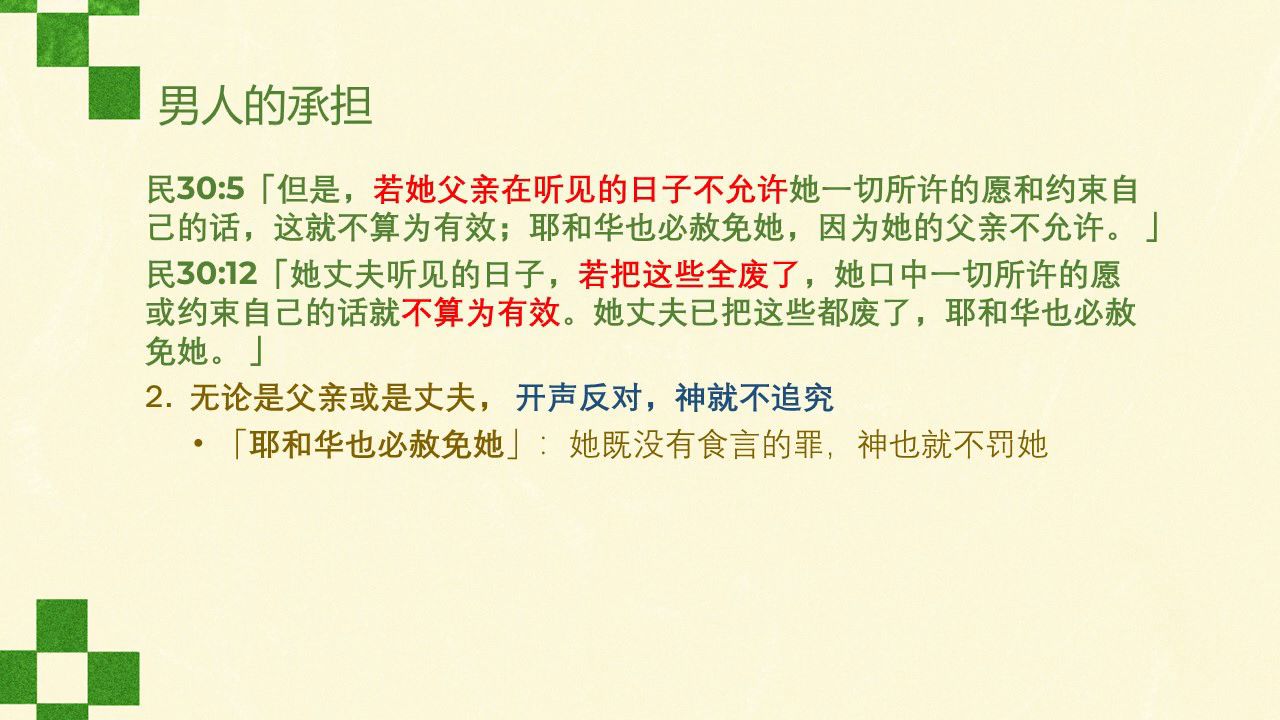 男人的承担
民30:5「但是，若她父亲在听见的日子不允许她一切所许的愿和约束自
己的话，这就不算为有效；耶和华也必赦免她，因为她的父亲不允许。」
民30:12「她丈夫听见的日子，若把这些全废了，她口中一切所许的愿
或约束自己的话就不算为有效。她丈夫已把这些都废了，耶和华也必赦
免她。」
2. 无论是父亲或是丈夫， 开声反对，神就不追究
• 「耶和华也必赦免她」：她既没有食言的罪，神也就不罚她